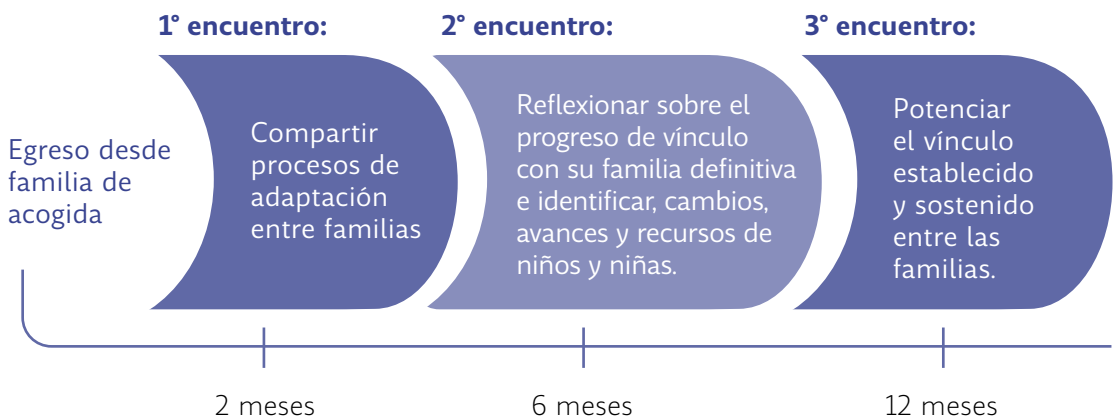 1° encuentro:
2° encuentro:
3° encuentro:
Egreso desde
familia de
acogida
Compartir
procesos de
adaptación
entre familias
Reflexionar sobre el
progreso de vínculo
con su familia definitiva
e identificar, cambios,
avances y recursos de
niños y niñas.
Potenciar
el vínculo
establecido
y sostenido
entre las
familias.
2 meses
6 meses
12 meses